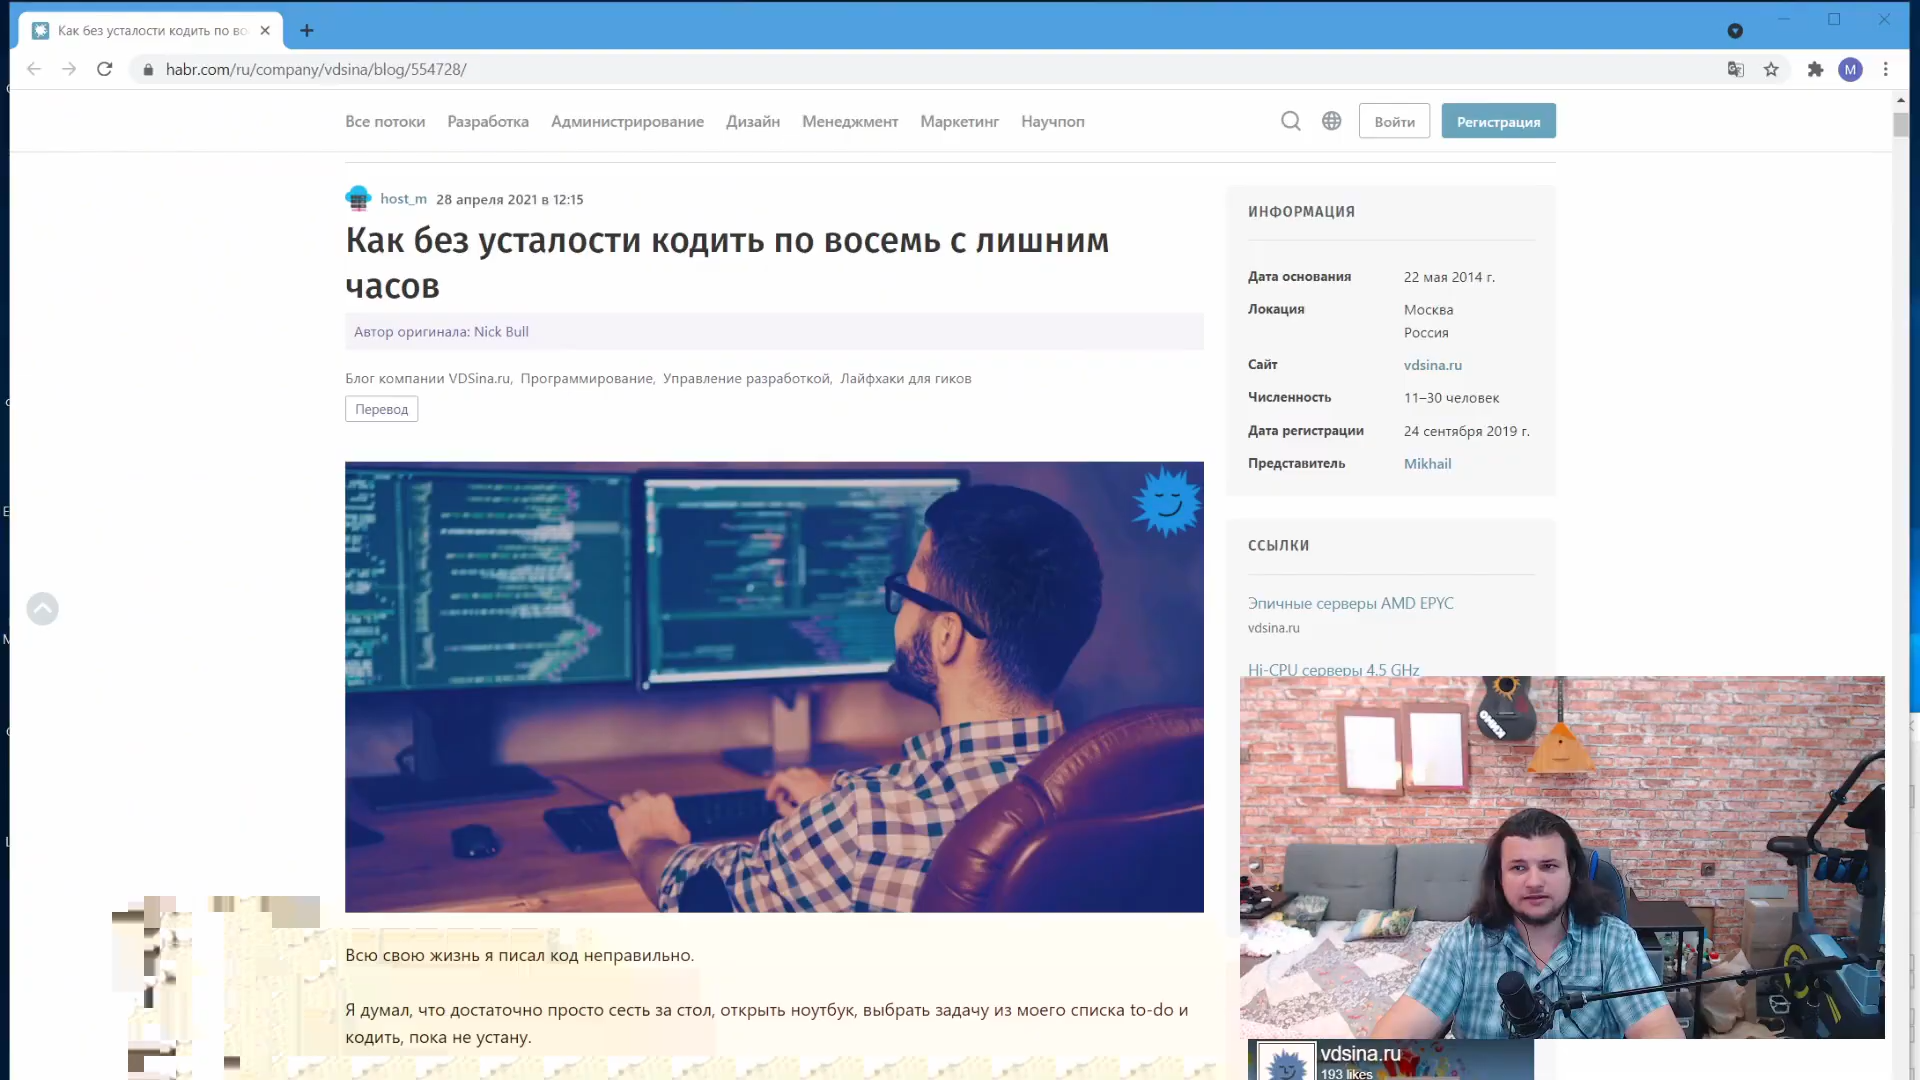 Как без усталости кодить по во
habr.com/ru/company/vdsina/blog/554728/
M
Все потоки Разработка Администрирование Дизайн Менеджмент Маркетинг Научпоп
Войти
Регистрация
host_m 28 апреля 2021 в 12:15
Как без усталости кодить по восемь с лишним
часов
Автор оригинала: Nick Bull
Блог компании VDSina.ru, Программирование, Управление разработкой, Лайфхаки для гиков
Перевод
Всю свою жизнь я писал код неправильно.
Я думал, что достаточно просто сесть за стол, открыть ноутбук, выбрать задачу из моего списка to-do и
кодить, пока не устану.
ИНФОРМАЦИЯ
Дата основания 22 мая 2014 г.
Локация Москва
Россия
Сайт vdsina.ru
Численность 11–30 человек
Дата регистрации 24 сентября 2019 г.
Представитель Mikhail
ССЫЛКИ
Эпичные серверы AMD EPYC
vdsina.ru
Hi-CPU серверы 4.5 GHz
vdsina.ru
193 likes